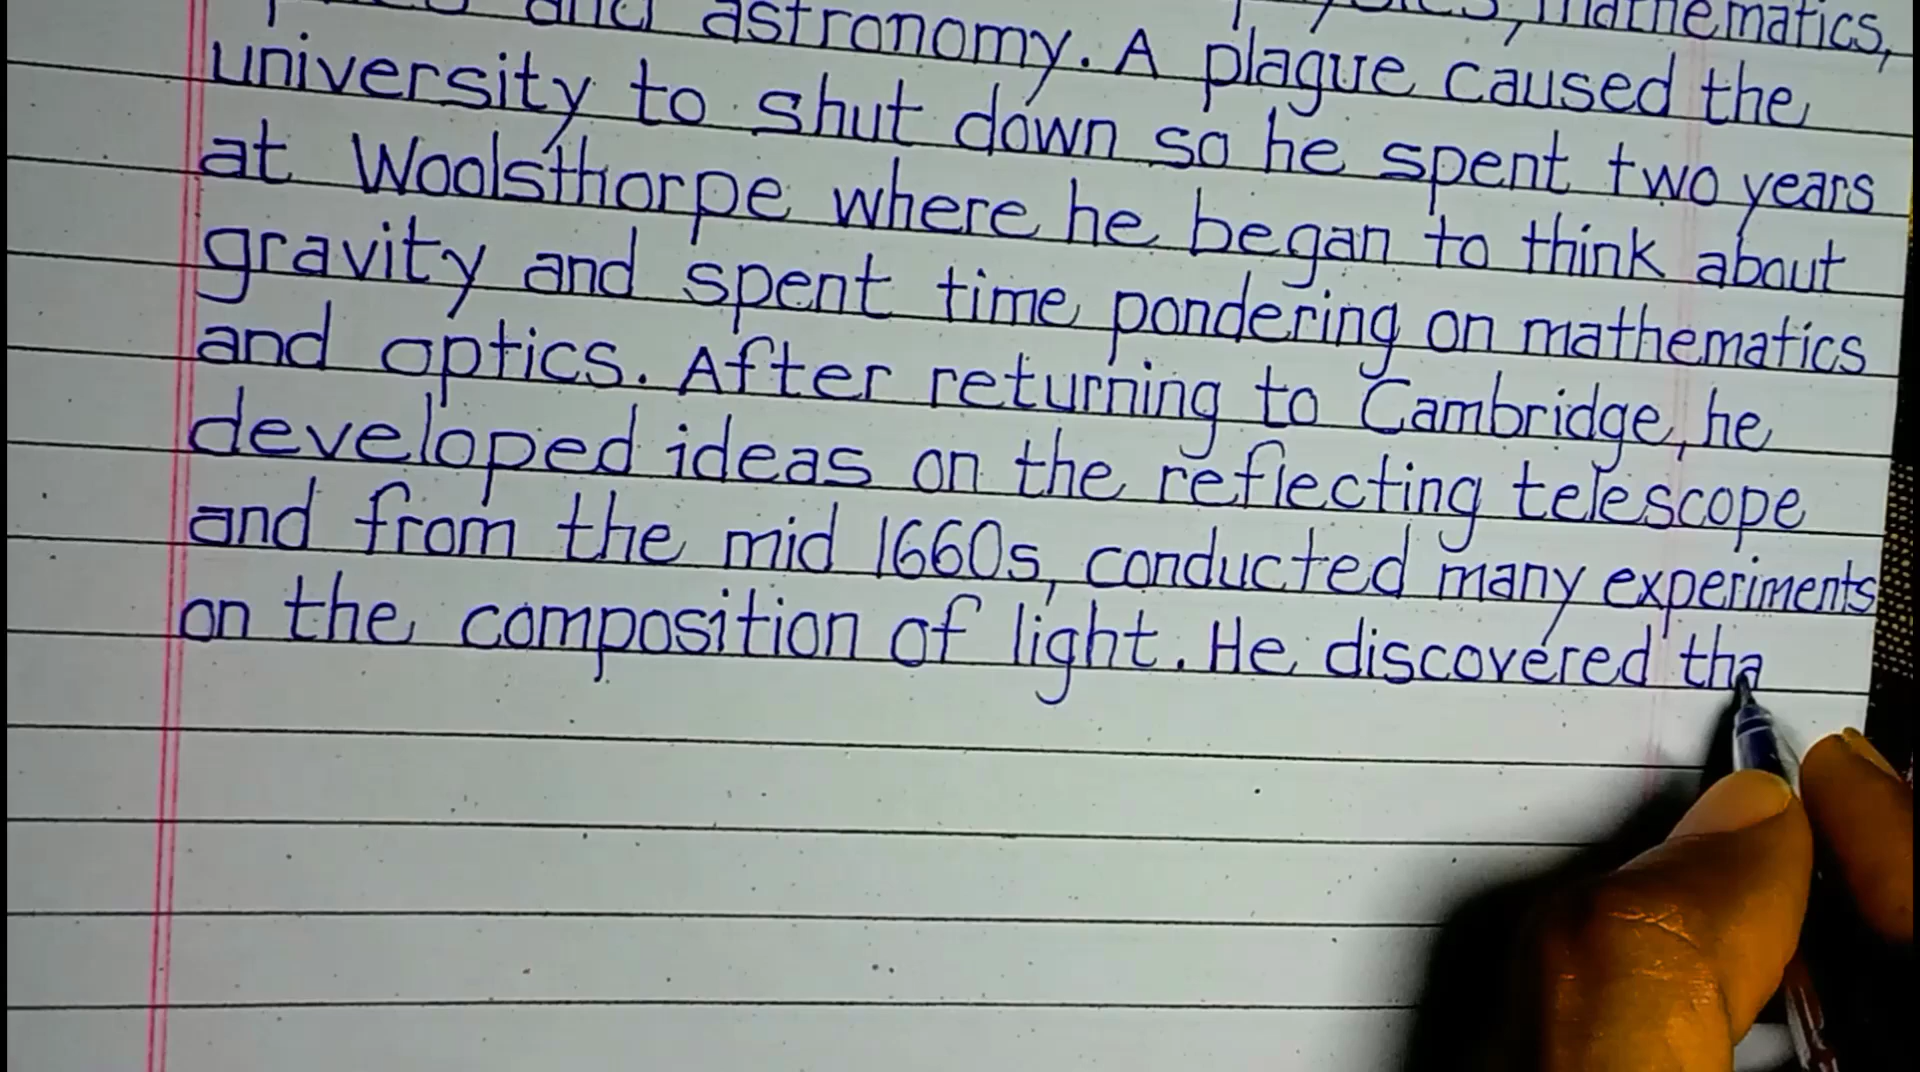 and astronomy. A plague caused the mathematics,
university to shut down so he spent two years
at Woolsthorpe where he began to think about
gravity and spent time pondering on mathematics
and optics. After returning to Cambridge, he
developed ideas on the reflecting telescope
and from the mid 1660s, conducted many experiments
on the composition of light. He discovered tha